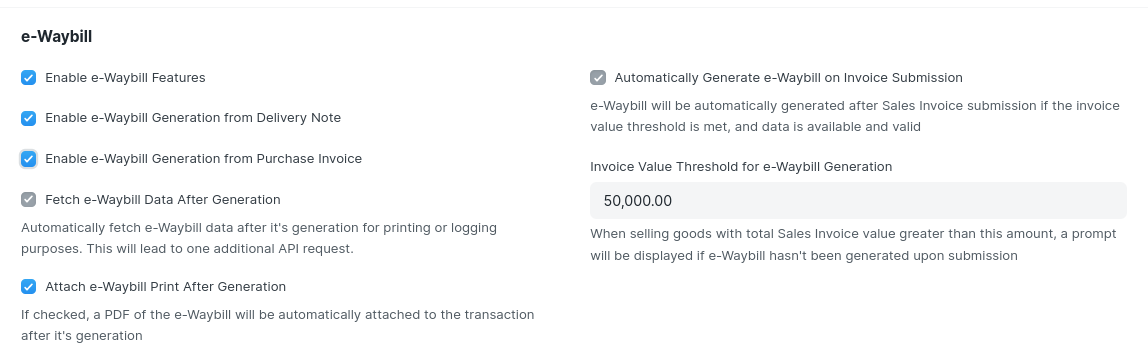 e-Waybill
Enable e-Waybill Features
Enable e-Waybill Generation from Delivery Note
Enable e-Waybill Generation from Purchase Invoice
Fetch e-Waybill Data After Generation
Automatically fetch e-Waybill data after it's generation for printing or logging
purposes. This will lead to one additional API request.
Attach e-Waybill Print After Generation
If checked, a PDF of the e-Waybill will be automatically attached to the transaction
after it's generation
Automatically Generate e-Waybill on Invoice Submission
e-Waybill will be automatically generated after Sales Invoice submission if the invoice
value threshold is met, and data is available and valid
Invoice Value Threshold for e-Waybill Generation
50,000.00
When selling goods with total Sales Invoice value greater than this amount, a prompt
will be displayed if e-Waybill hasn't been generated upon submission